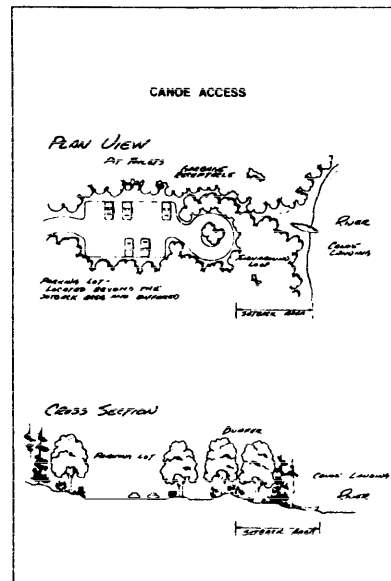 CANOE ACCESS
PLAN VIEW
PIT TOILETS
GARBAGE
RECEPTACLE
RIVER
CANOE
LANDING
TURNAROUND
LOOP
PARKING LOT -
LOCATED BEYOND THE
SETBACK AREA AND BUFFERED
SETBACK AREA
CROSS SECTION
BUFFER
PARKING LOT
CANOE LANDING
RIVER
SETBACK AREA